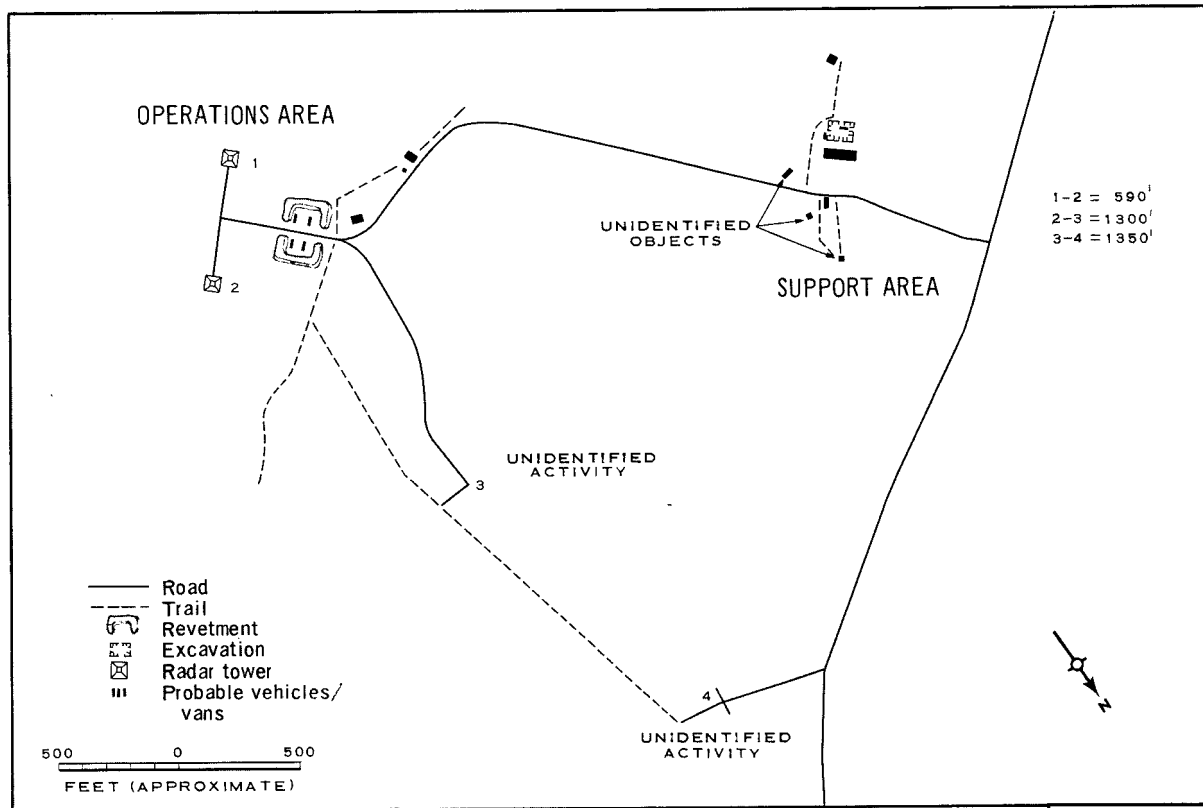 OPERATIONS AREA
1
2
UNIDENTIFIED
OBJECTS
SUPPORT AREA
1-2 = 590'
2-3 = 1300'
3-4 = 1350'
UNIDENTIFIED
ACTIVITY
3
4
UNIDENTIFIED
ACTIVITY
Road
Trail
Revetment
Excavation
Radar tower
Probable vehicles/
vans
500 0 500
FEET (APPROXIMATE)
N